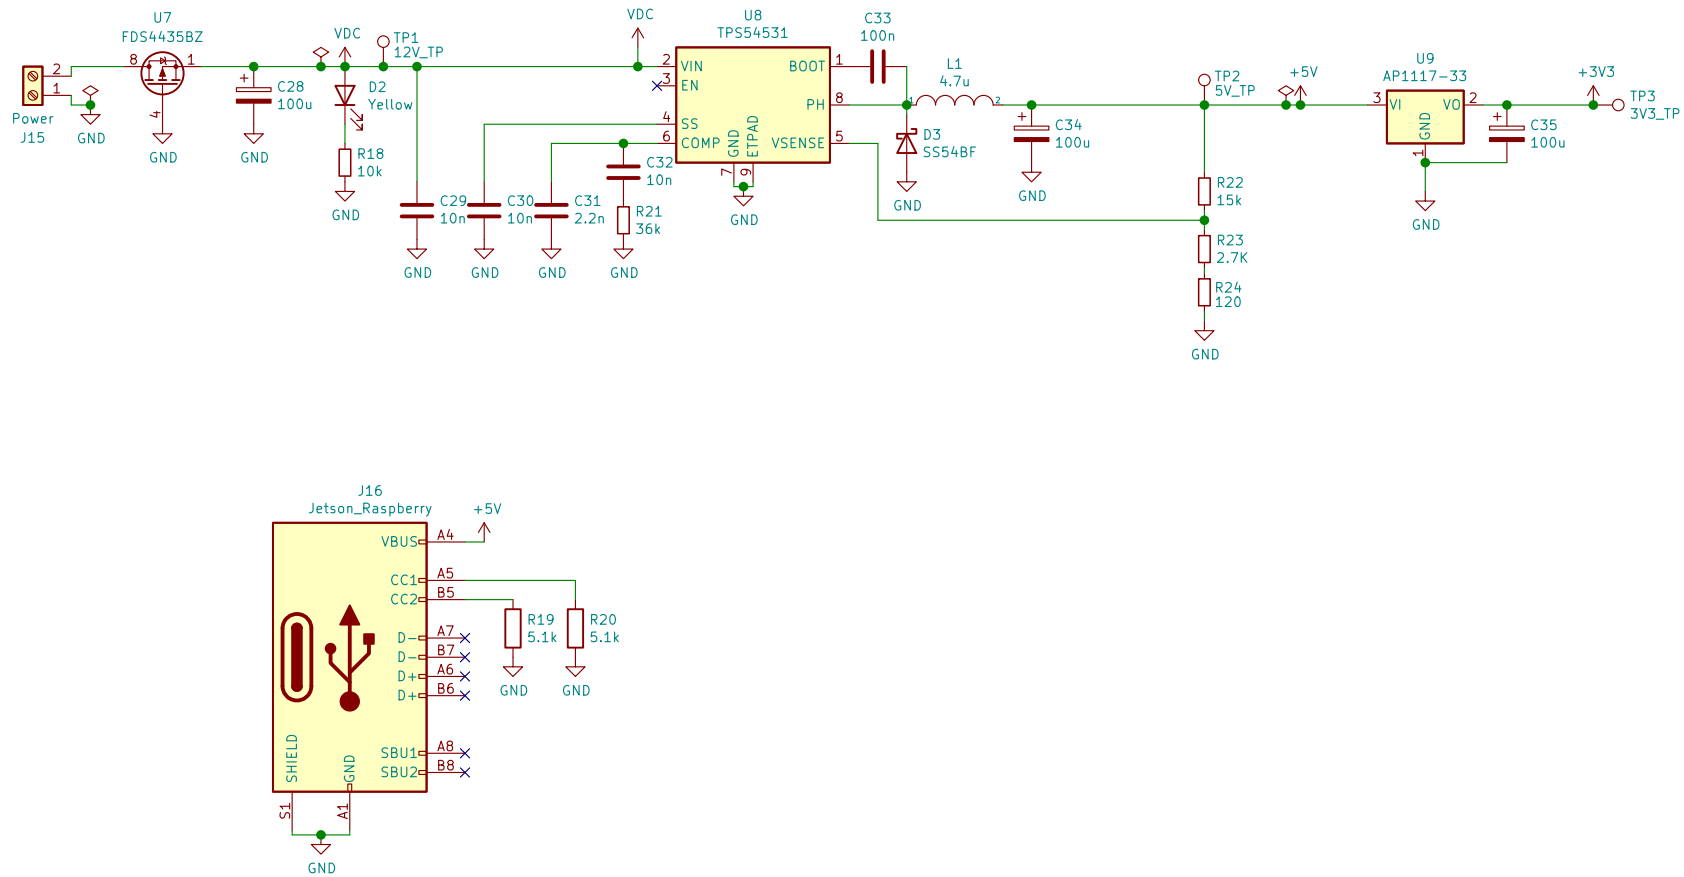 U7
FDS4435BZ
8
1
4
GND
2
1
Power
J15
GND
C28
100u
GND
VDC
TP1
12V_TP
D2
Yellow
R18
10k
GND
C29
10n
GND
C30
10n
GND
C31
2.2n
GND
C32
10n
R21
36k
GND
VDC
U8
TPS54531
2
VIN
3
EN
4
SS
6
COMP
BOOT
1
PH
8
VSENSE
5
GND
7
ETPAD
9
GND
C33
100n
L1
4.7u
1
2
D3
SS54BF
GND
C34
100u
GND
TP2
5V_TP
R22
15k
R23
2.7K
R24
120
GND
+5V
U9
AP1117-33
3
VI
VO
2
GND
1
GND
C35
100u
+3V3
TP3
3V3_TP
J16
Jetson_Raspberry
+5V
VBUS
A4
CC1
A5
CC2
B5
D-
A7
D-
B7
D+
A6
D+
B6
SBU1
A8
SBU2
B8
SHIELD
S1
GND
A1
GND
R19
5.1k
GND
R20
5.1k
GND